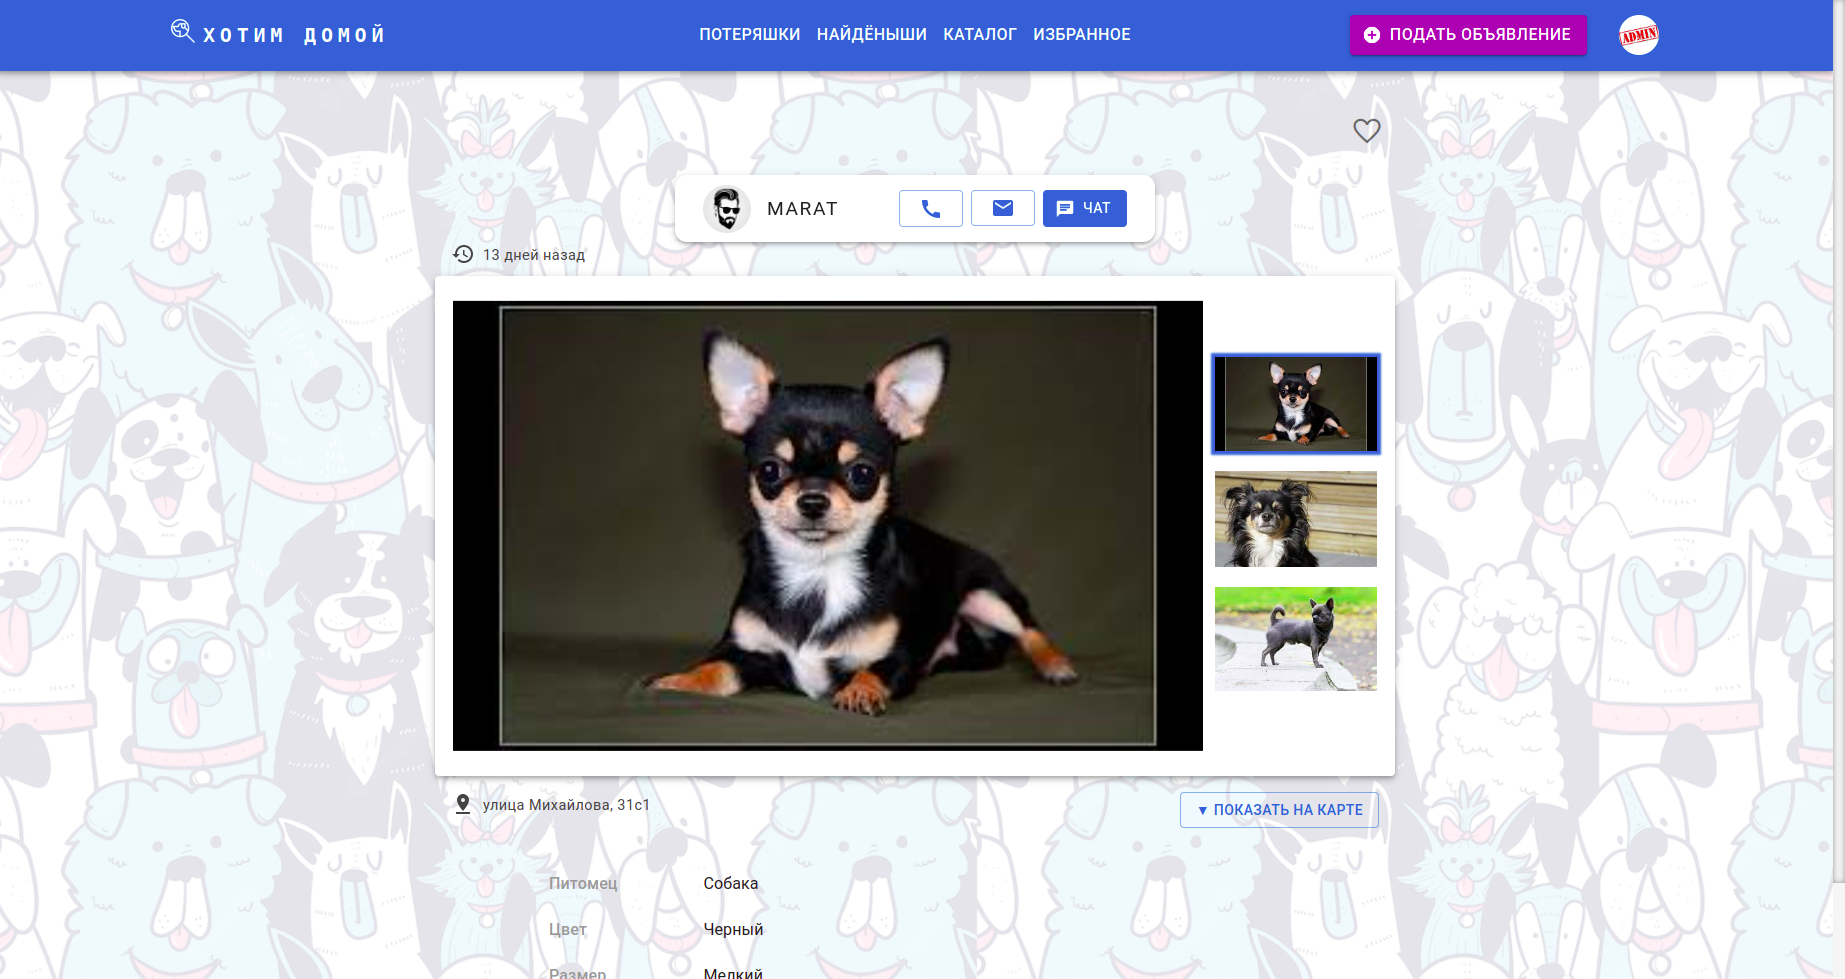 ХОТИМ ДОМОЙ
ПОТЕРЯШКИ НАЙДЁНЫШИ КАТАЛОГ ИЗБРАННОЕ
ПОДАТЬ ОБЪЯВЛЕНИЕ
ADMIN
MARAT
ЧАТ
13 дней назад
улица Михайлова, 31с1
▼ ПОКАЗАТЬ НА КАРТЕ
Питомец Собака
Цвет Черный
Размер Мелкий